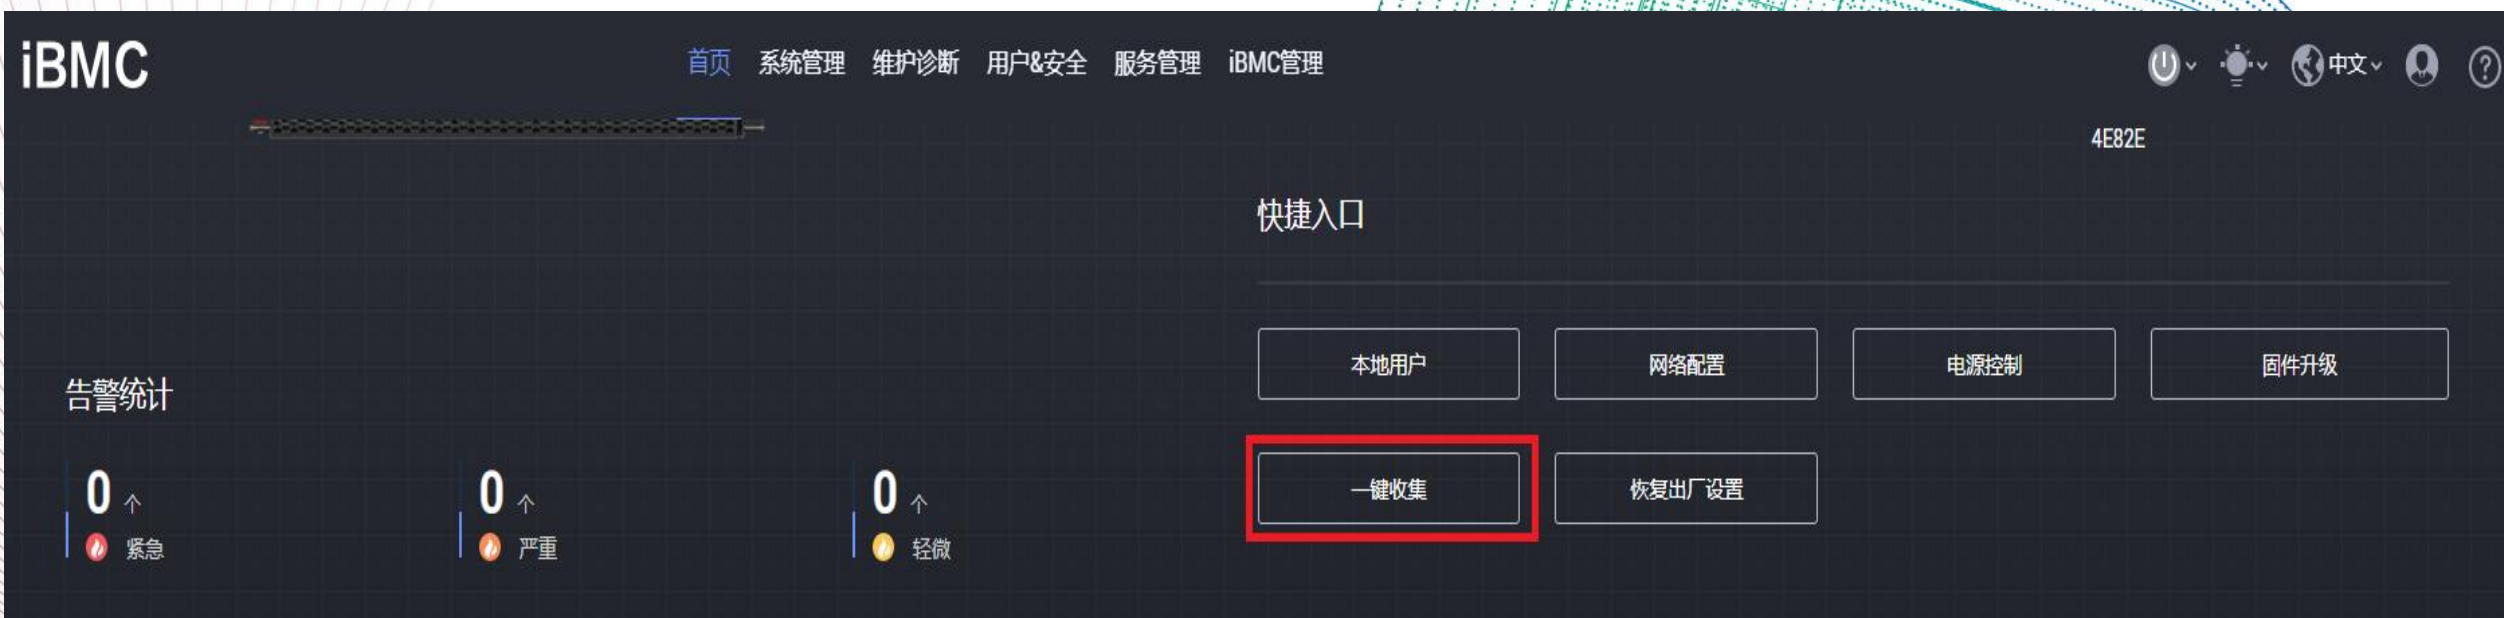 iBMC
首页 系统管理 维护诊断 用户&安全 服务管理 iBMC管理
中文
4E82E
快捷入口
本地用户 网络配置 电源控制 固件升级
告警统计
一键收集 恢复出厂设置
0 个 0 个 0 个
紧急 严重 轻微